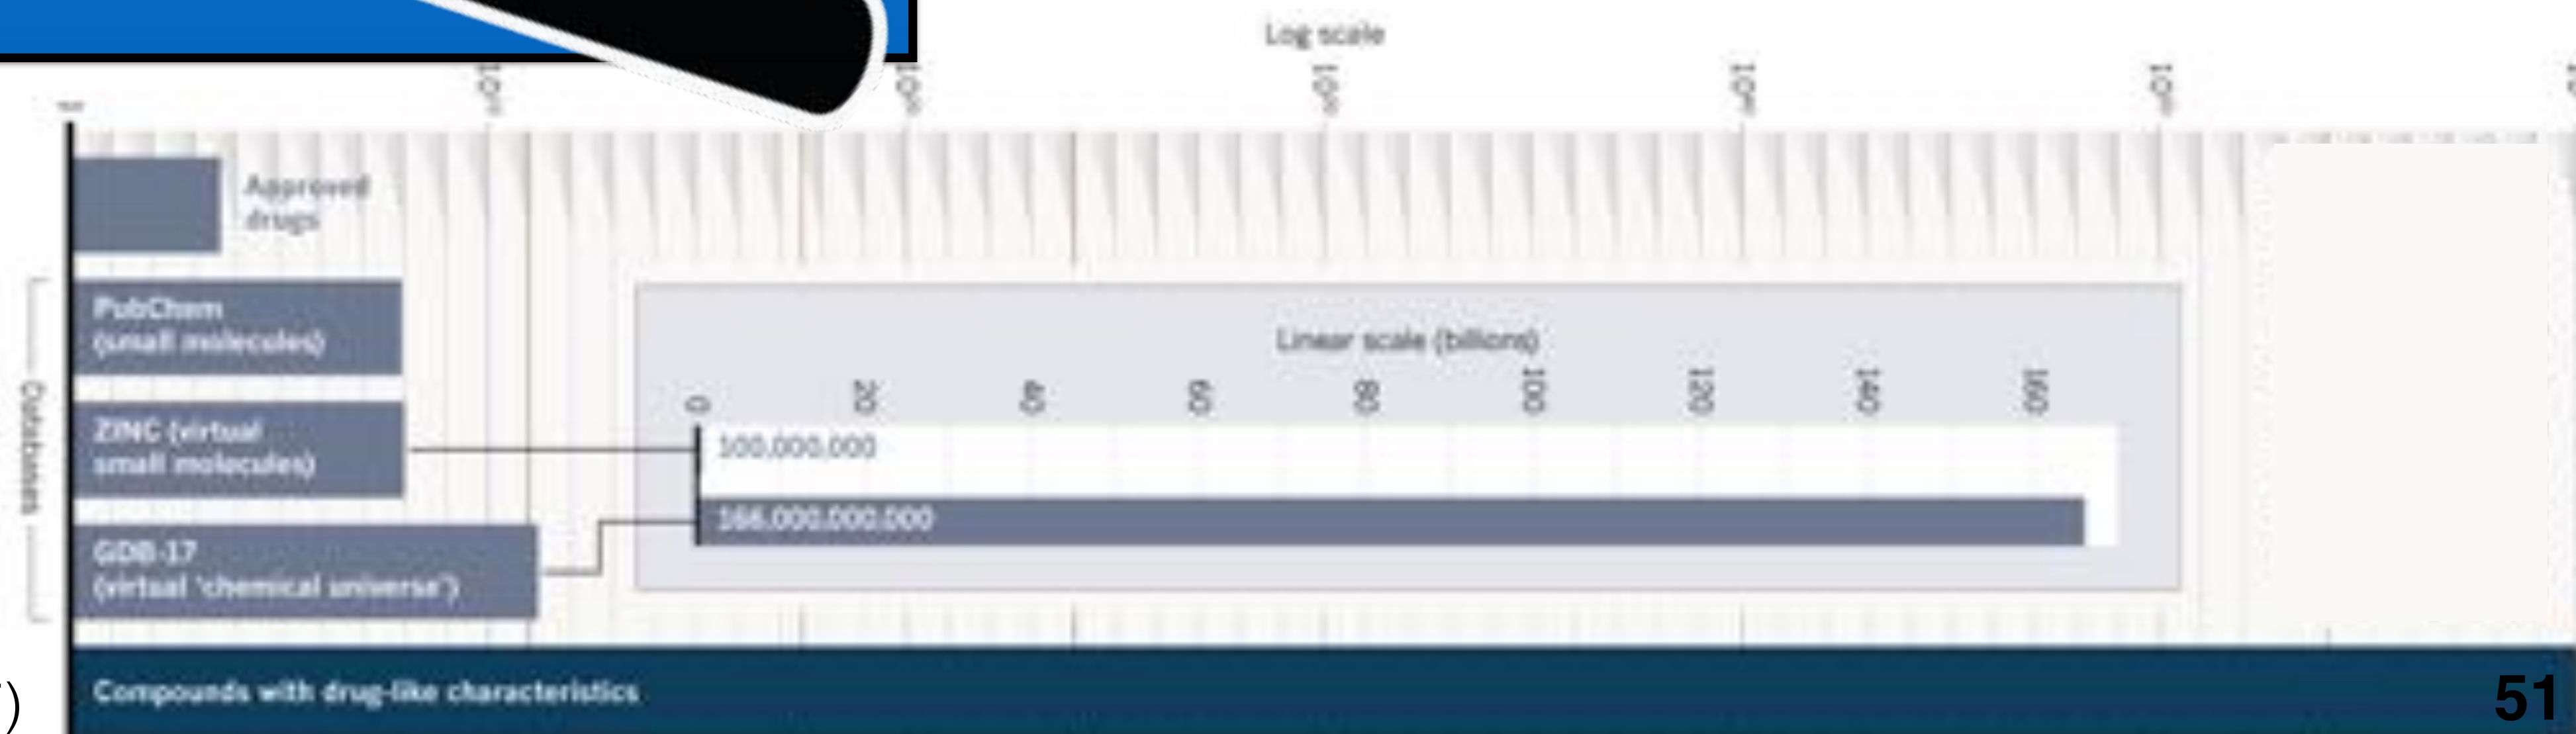 Log scale
1
Approved
drugs
PubChem
(small molecules)
ZINC (virtual
small molecules)
GDB-17
(virtual 'chemical universe')
Databases
Linear scale (billions)
0 20 40 60 80 100 120 140 160
100,000,000
166,000,000,000
Compounds with drug-like characteristics
)
51